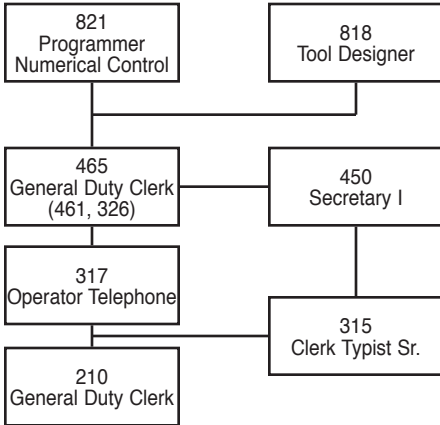 821
Programmer
Numerical Control
818
Tool Designer
465
General Duty Clerk
(461, 326)
450
Secretary I
317
Operator Telephone
315
Clerk Typist Sr.
210
General Duty Clerk